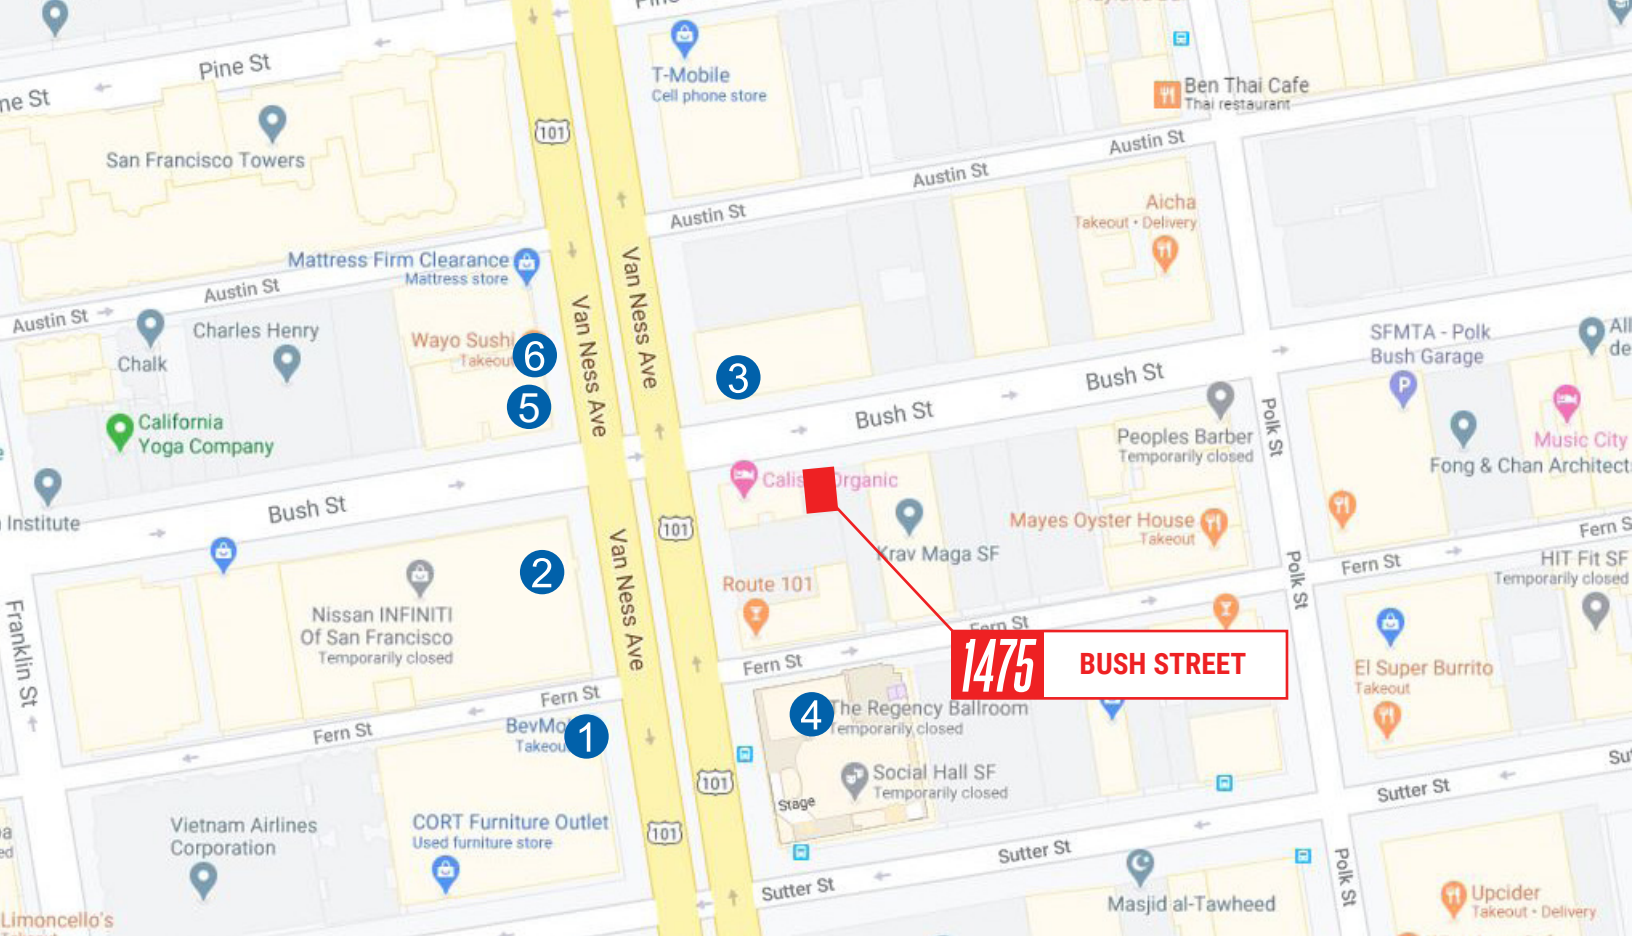 Pine St
ne St
San Francisco Towers
101
T-Mobile
Cell phone store
Ben Thai Cafe
Thai restaurant
Austin St
Austin St
Austin St
Aicha
Takeout • Delivery
Mattress Firm Clearance
Mattress store
Austin St
Austin St
Charles Henry
Chalk
Wayo Sushi
Takeout
6
5
3
Van Ness Ave
Van Ness Ave
California
Yoga Company
Bush St
Bush St
SFMTA - Polk
Bush Garage
P
All
de
Peoples Barber
Temporarily closed
Polk St
Music City
Fong & Chan Architects
Institute
Bush St
Organic
101
Krav Maga SF
Mayes Oyster House
Takeout
Fern S
Fern St
HIT Fit SF
Temporarily closed
2
Nissan INFINITI
Of San Francisco
Temporarily closed
Van Ness Ave
Route 101
Polk St
Franklin St
Fern St
Fern St
1475
BUSH STREET
El Super Burrito
Takeout
Fern St
Fern St
BevMo
Takeou
1
4
The Regency Ballroom
Temporarily closed
Social Hall SF
Temporarily closed
Stage
101
101
Vietnam Airlines
Corporation
CORT Furniture Outlet
Used furniture store
Sutter St
Su
Sutter St
Sutter St
Polk St
Masjid al-Tawheed
Upcider
Takeout • Delivery
Limoncello's